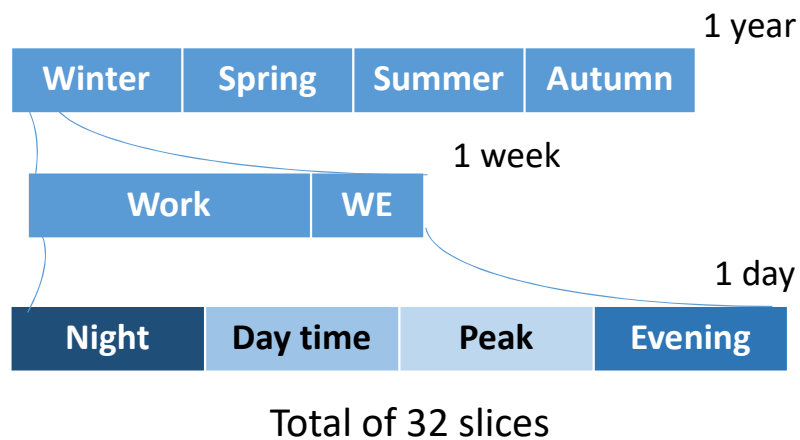 1 year
Winter Spring Summer Autumn
1 week
Work WE
1 day
Night Day time Peak Evening
Total of 32 slices